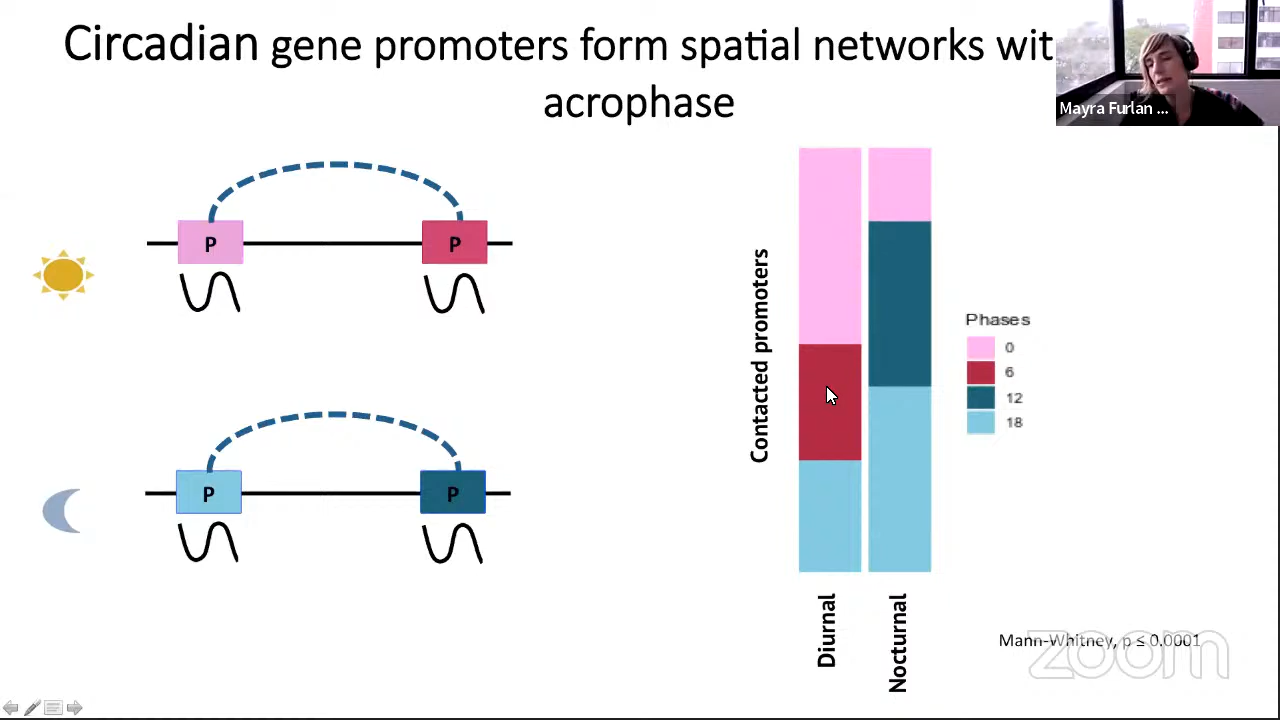 Circadian gene promoters form spatial networks wit
acrophase
Mayra Furlan ...
P
P
P
P
Contacted promoters
Phases
0
6
12
18
Diurnal
Nocturnal
Mann-Whitney, p ≤ 0.0001
zoom